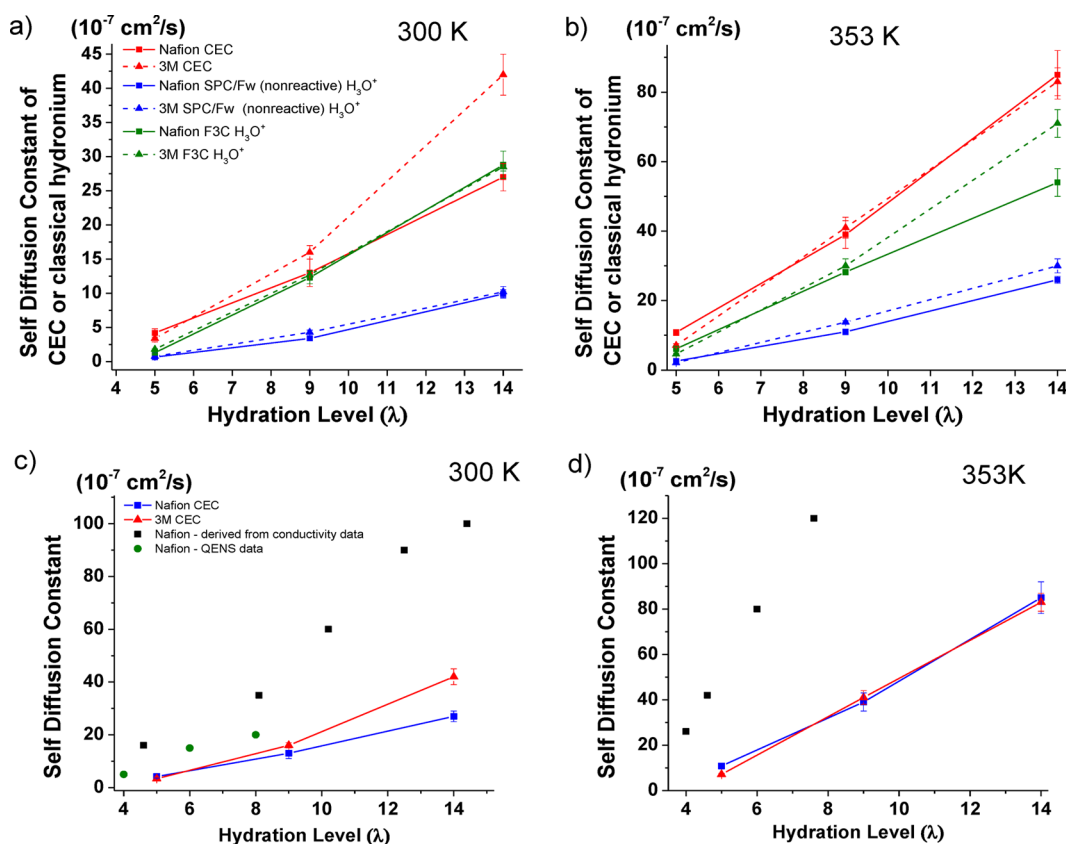 a)
(10⁻⁷ cm²/s)
300 K
Nafion CEC
3M CEC
Nafion SPC/Fw (nonreactive) H₃O⁺
3M SPC/Fw (nonreactive) H₃O⁺
Nafion F3C H₃O⁺
3M F3C H₃O⁺
Self Diffusion Constant of
CEC or classical hydronium
45
40
35
30
25
20
15
10
5
0
4 5 6 7 8 9 10 11 12 13 14
Hydration Level (λ)
b)
(10⁻⁷ cm²/s)
353 K
Self Diffusion Constant of
CEC or classical hydronium
80
60
40
20
0
5 6 7 8 9 10 11 12 13 14
Hydration Level (λ)
c)
(10⁻⁷ cm²/s)
300 K
Nafion CEC
3M CEC
Nafion - derived from conductivity data
Nafion - QENS data
Self Diffusion Constant
100
80
60
40
20
0
4 6 8 10 12 14
Hydration Level (λ)
d)
(10⁻⁷ cm²/s)
353K
Self Diffusion Constant
120
100
80
60
40
20
0
4 6 8 10 12 14
Hydration Level (λ)